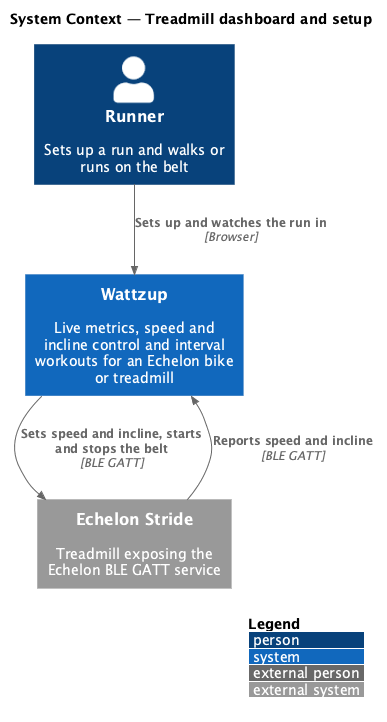 System Context — Treadmill dashboard and setup
Runner
Sets up a run and walks or
runs on the belt
Sets up and watches the run in
[Browser]
Wattzup
Live metrics, speed and
incline control and interval
workouts for an Echelon bike
or treadmill
Sets speed and incline, starts
and stops the belt
[BLE GATT]
Reports speed and incline
[BLE GATT]
Echelon Stride
Treadmill exposing the
Echelon BLE GATT service
Legend
person
system
external person
external system